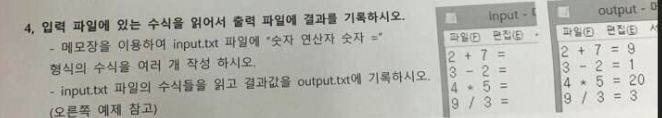 4, 입력 파일에 있는 수식을 읽어서 출력 파일에 결과를 기록하시오.
- 메모장을 이용하여 input.txt 파일에 "숫자 연산자 숫자 ="
형식의 수식을 여러 개 작성 하시오.
- input.txt 파일의 수식들을 읽고 결과값을 output.txt에 기록하시오.
(오른쪽 예제 참고)
input -
파일(F) 편집(E)
2 + 7 =
3 - 2 =
4 * 5 =
9 / 3 =
output -
파일(F) 편집(E)
2 + 7 = 9
3 - 2 = 1
4 * 5 = 20
9 / 3 = 3